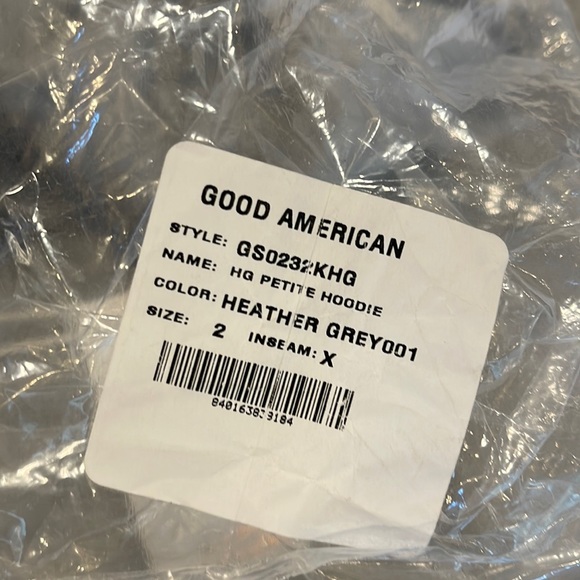 GOOD AMERICAN
STYLE: GS0232KHG
NAME: HG PETITE HOODIE
COLOR: HEATHER GREY001
SIZE: 2 INSEAM: X